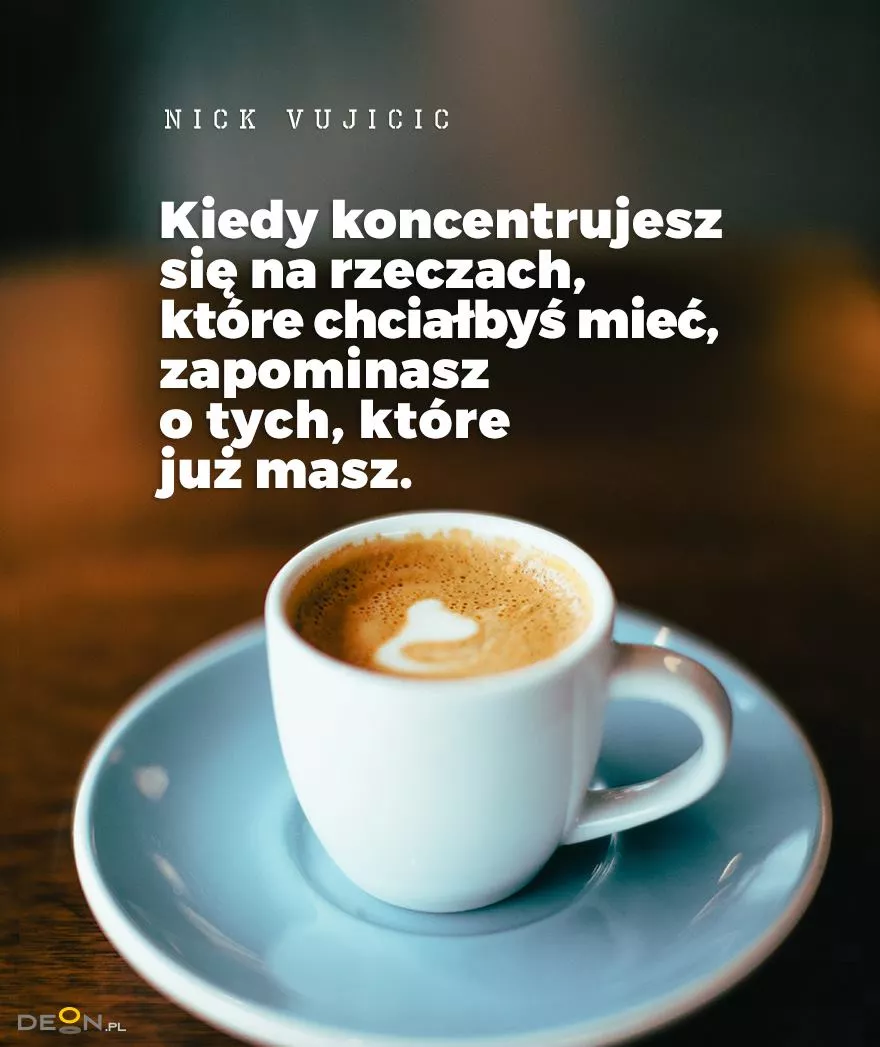 NICK VUJICIC
Kiedy koncentrujesz
się na rzeczach,
które chciałbyś mieć,
zapominasz
o tych, które
już masz.
DEON.PL